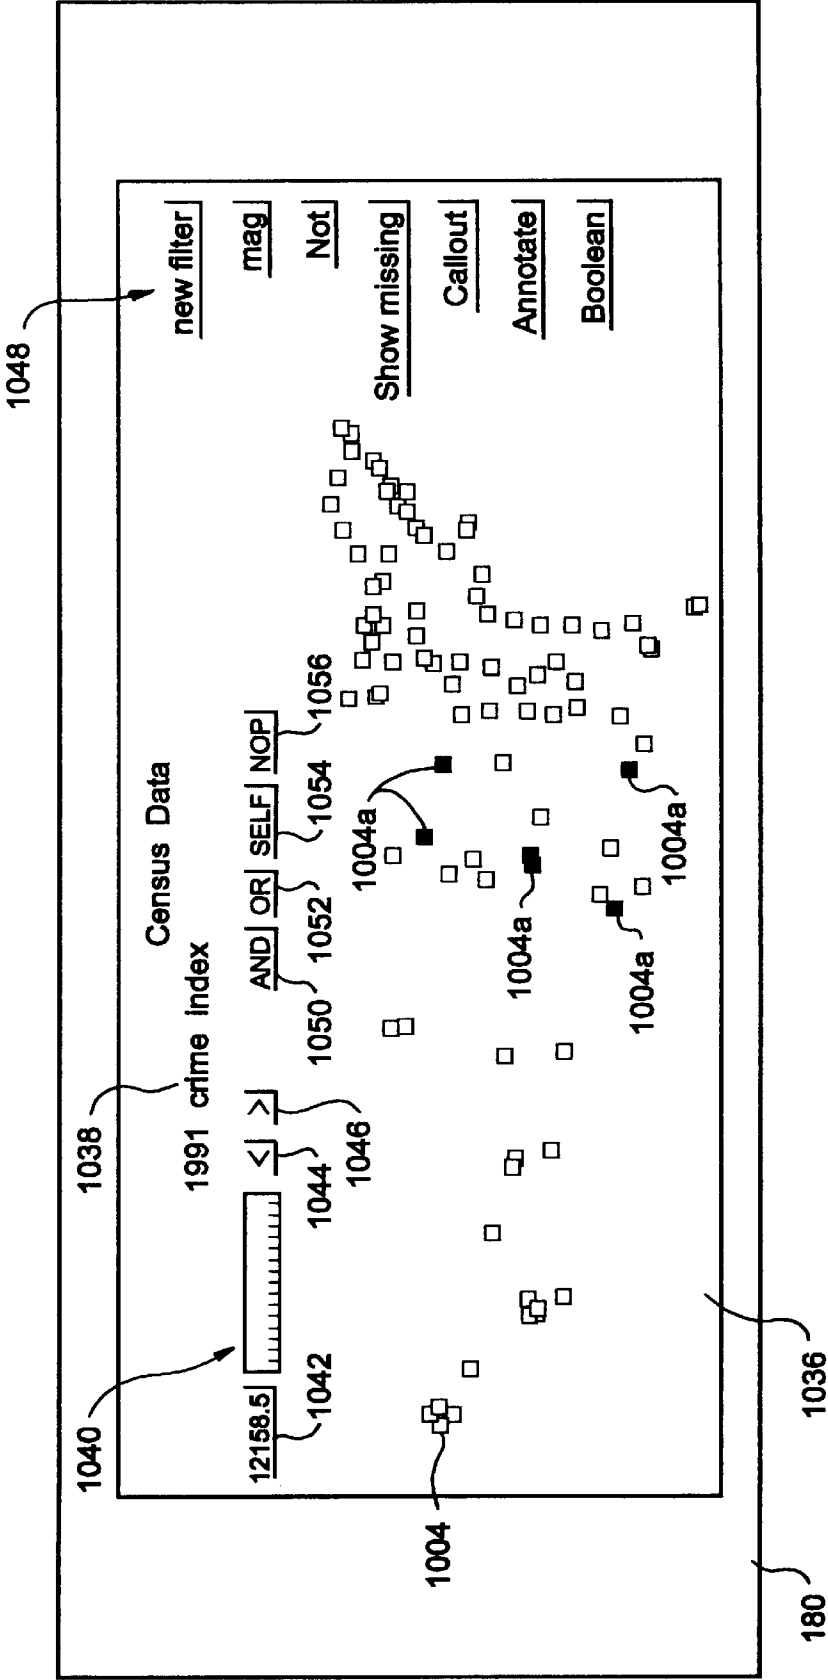 1048
1038
1040
Census Data
1991 crime index
new filter
12158.5
<
>
AND
OR
SELF
NOP
mag
1042
1044
1046
1050
1052
1054
1056
Not
Show missing
Callout
Annotate
Boolean
1004a
1004a
1004a
1004a
1004
1036
180